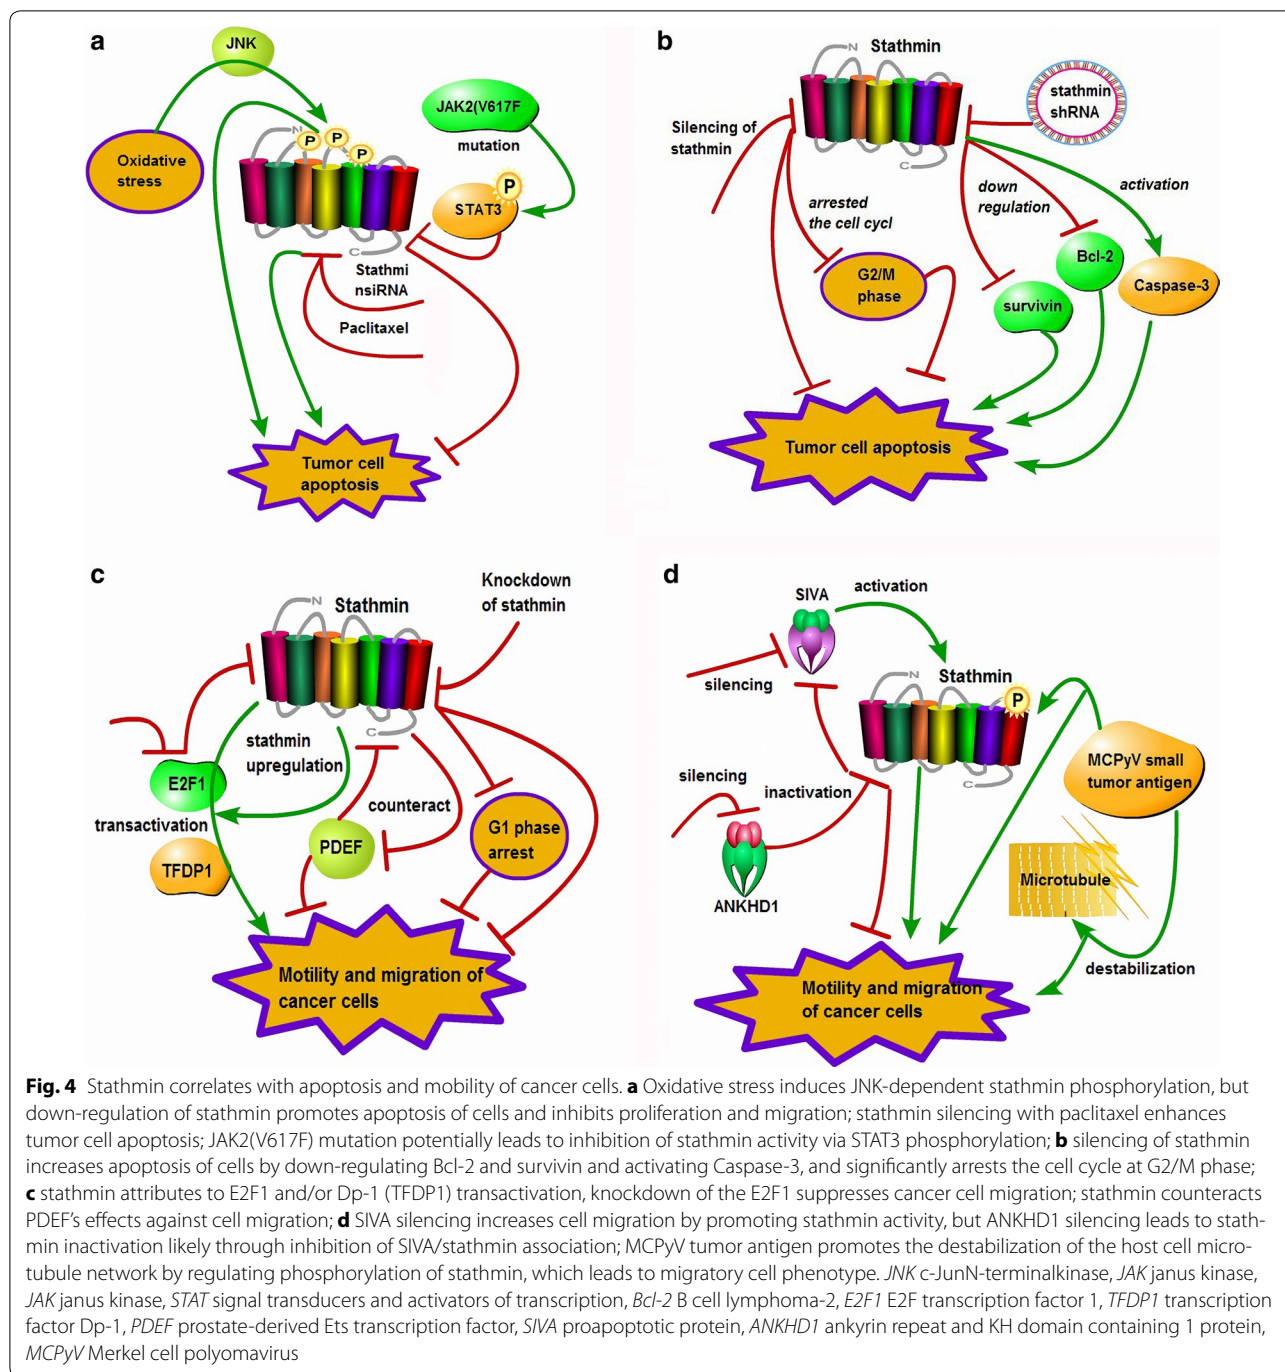 a
JNK
N
P
P
P
Oxidative
stress
JAK2(V617F
mutation
P
STAT3
C
Stathmi
nsiRNA
Paclitaxel
Tumor cell
apoptosis
b
N
Stathmin
stathmin
shRNA
Silencing of
stathmin
C
arrested
the cell cycl
down
regulation
activation
G2/M
phase
Bcl-2
Caspase-3
survivin
Tumor cell apoptosis
c
Knockdown
of stathmin
N
Stathmin
C
stathmin
upregulation
E2F1
transactivation
TFDP1
counteract
PDEF
G1 phase
arrest
Motility and migration of
cancer cells
d
SIVA
activation
silencing
Stathmin
N
P
C
MCPyV small
tumor antigen
silencing
inactivation
ANKHD1
Microtubule
destabilization
Motility and migration
of cancer cells
Fig. 4 Stathmin correlates with apoptosis and mobility of cancer cells. a Oxidative stress induces JNK-dependent stathmin phosphorylation, but
down-regulation of stathmin promotes apoptosis of cells and inhibits proliferation and migration; stathmin silencing with paclitaxel enhances
tumor cell apoptosis; JAK2(V617F) mutation potentially leads to inhibition of stathmin activity via STAT3 phosphorylation; b silencing of stathmin
increases apoptosis of cells by down-regulating Bcl-2 and survivin and activating Caspase-3, and significantly arrests the cell cycle at G2/M phase;
c stathmin attributes to E2F1 and/or Dp-1 (TFDP1) transactivation, knockdown of the E2F1 suppresses cancer cell migration; stathmin counteracts
PDEF's effects against cell migration; d SIVA silencing increases cell migration by promoting stathmin activity, but ANKHD1 silencing leads to stath-
min inactivation likely through inhibition of SIVA/stathmin association; MCPyV tumor antigen promotes the destabilization of the host cell micro-
tubule network by regulating phosphorylation of stathmin, which leads to migratory cell phenotype. JNK c-JunN-terminalkinase, JAK janus kinase,
JAK janus kinase, STAT signal transducers and activators of transcription, Bcl-2 B cell lymphoma-2, E2F1 E2F transcription factor 1, TFDP1 transcription
factor Dp-1, PDEF prostate-derived Ets transcription factor, SIVA proapoptotic protein, ANKHD1 ankyrin repeat and KH domain containing 1 protein,
MCPyV Merkel cell polyomavirus